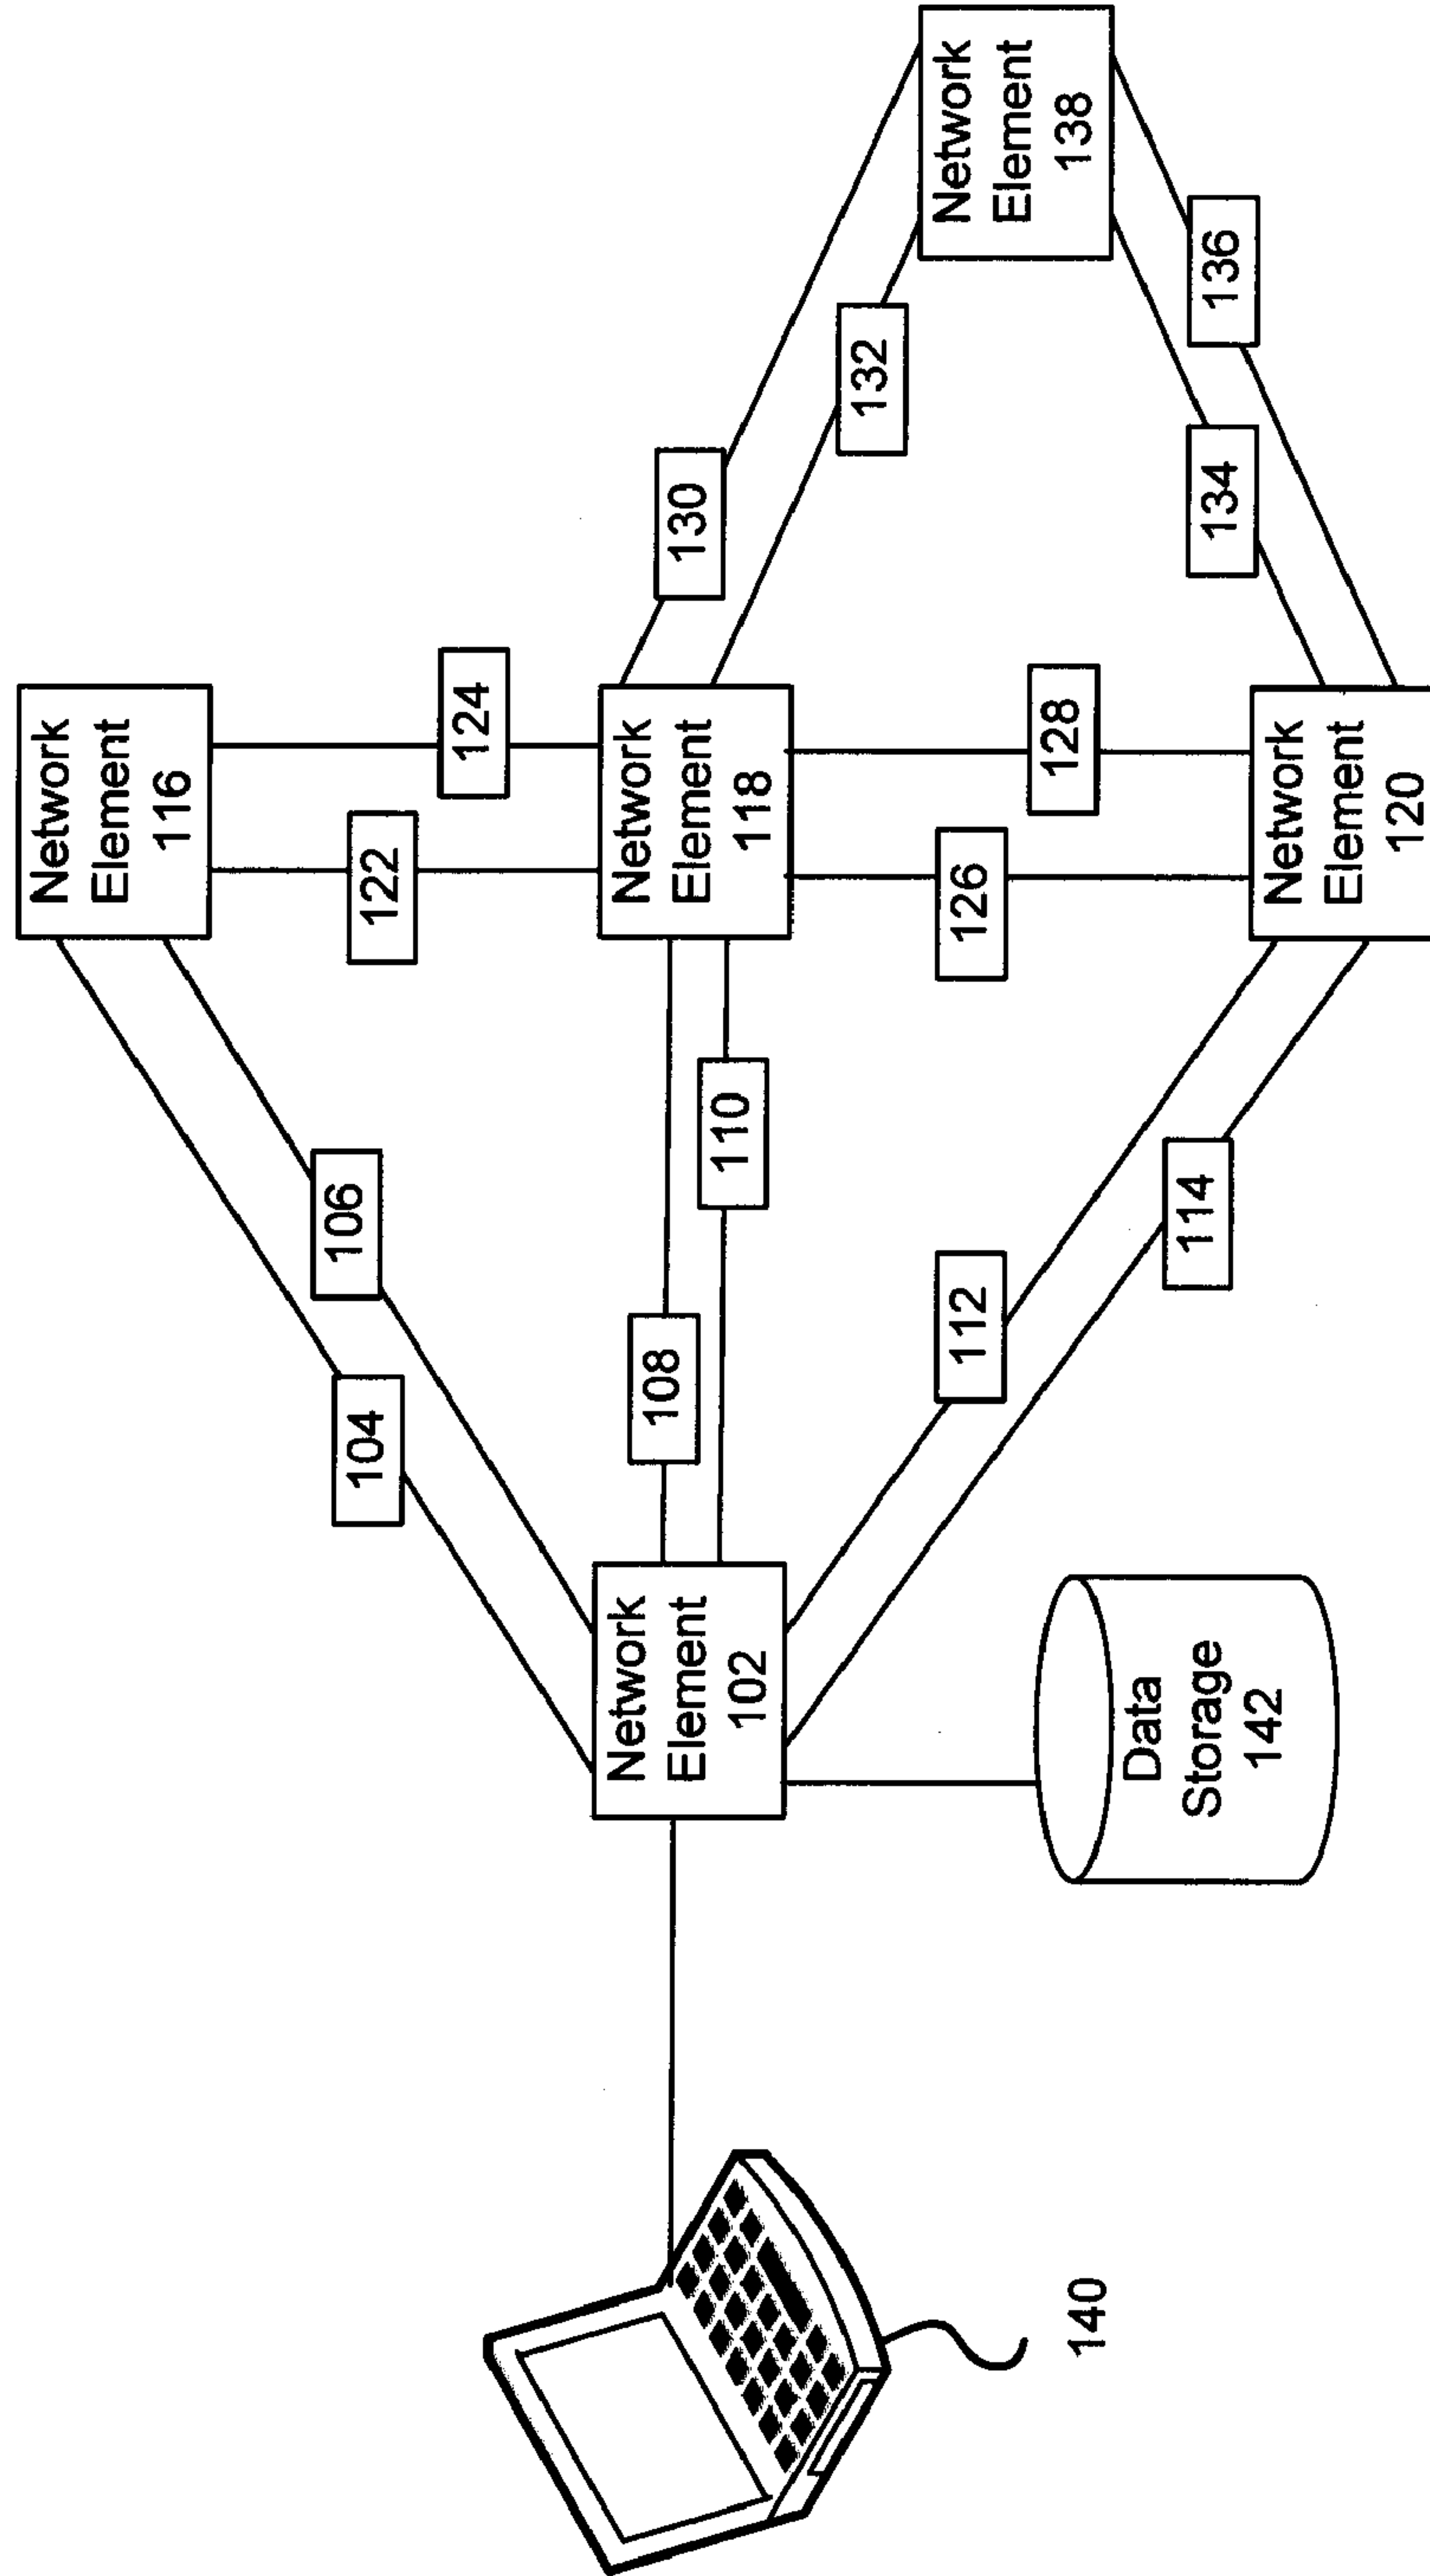 Network
Element
116
104
106
122
124
Network
Element
102
108
110
Network
Element
118
130
132
Network
Element
138
112
114
126
128
134
136
Network
Element
120
Data
Storage
142
140